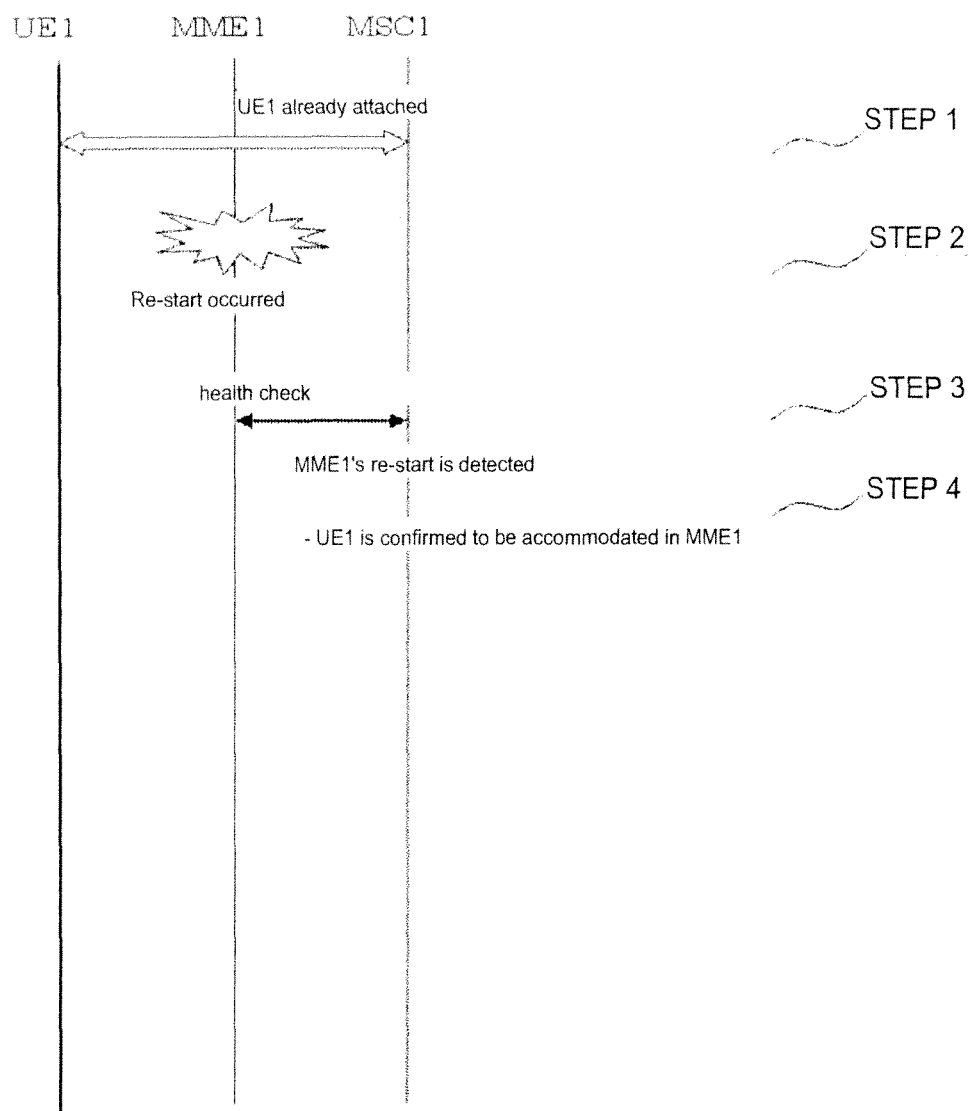 UE1 MME1 MSC1
UE1 already attached
STEP 1
STEP 2
Re-start occurred
STEP 3
health check
MME1's re-start is detected
STEP 4
- UE1 is confirmed to be accommodated in MME1